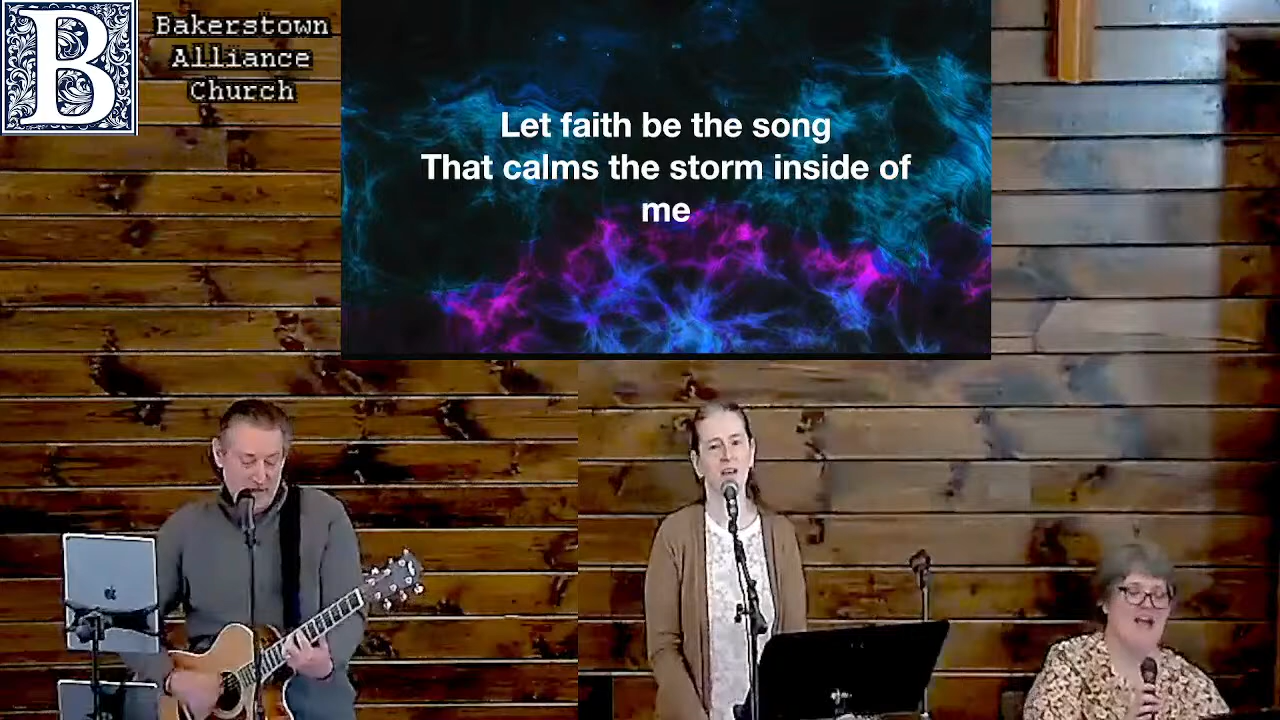 B
Bakerstown
Alliance
Church
Let faith be the song
That calms the storm inside of
me